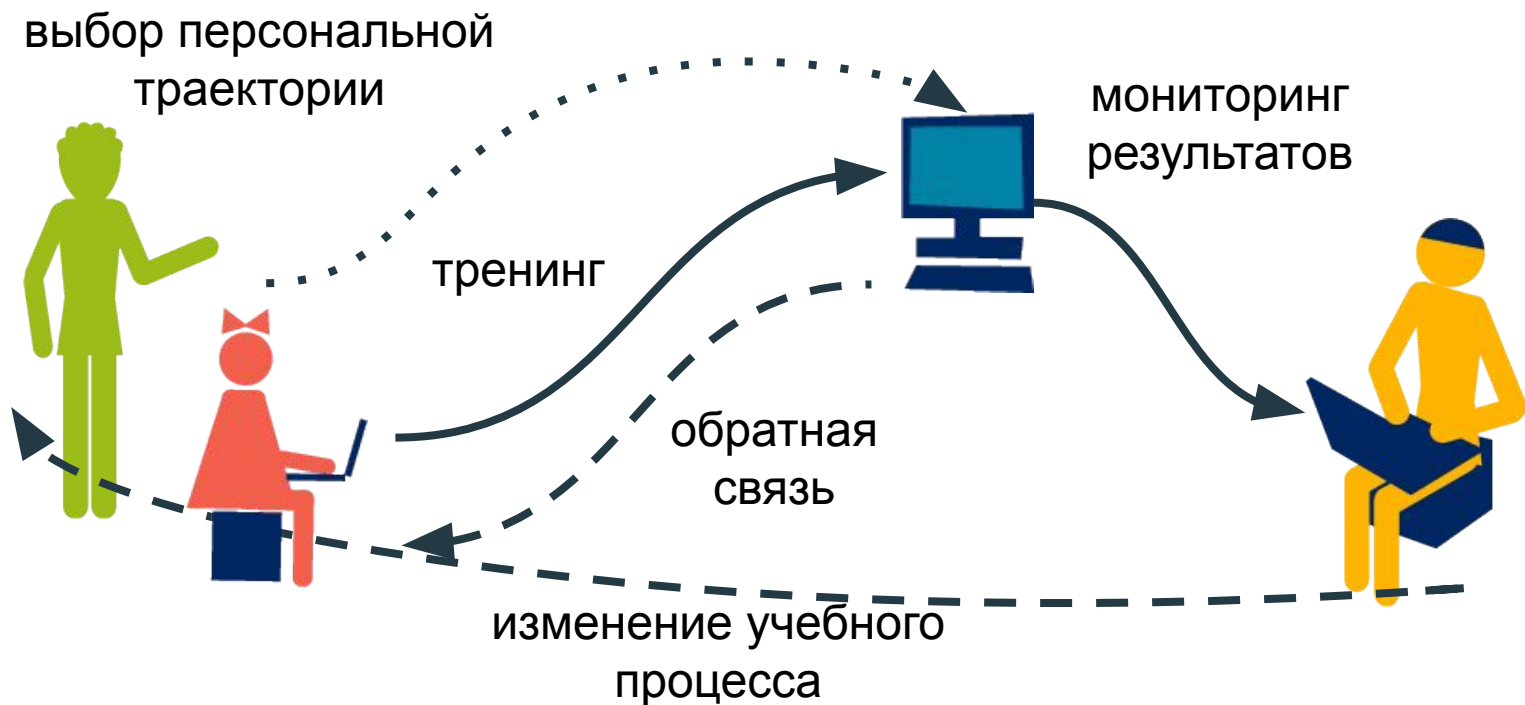 выбор персональной
траектории
мониторинг
результатов
тренинг
обратная
связь
изменение учебного
процесса